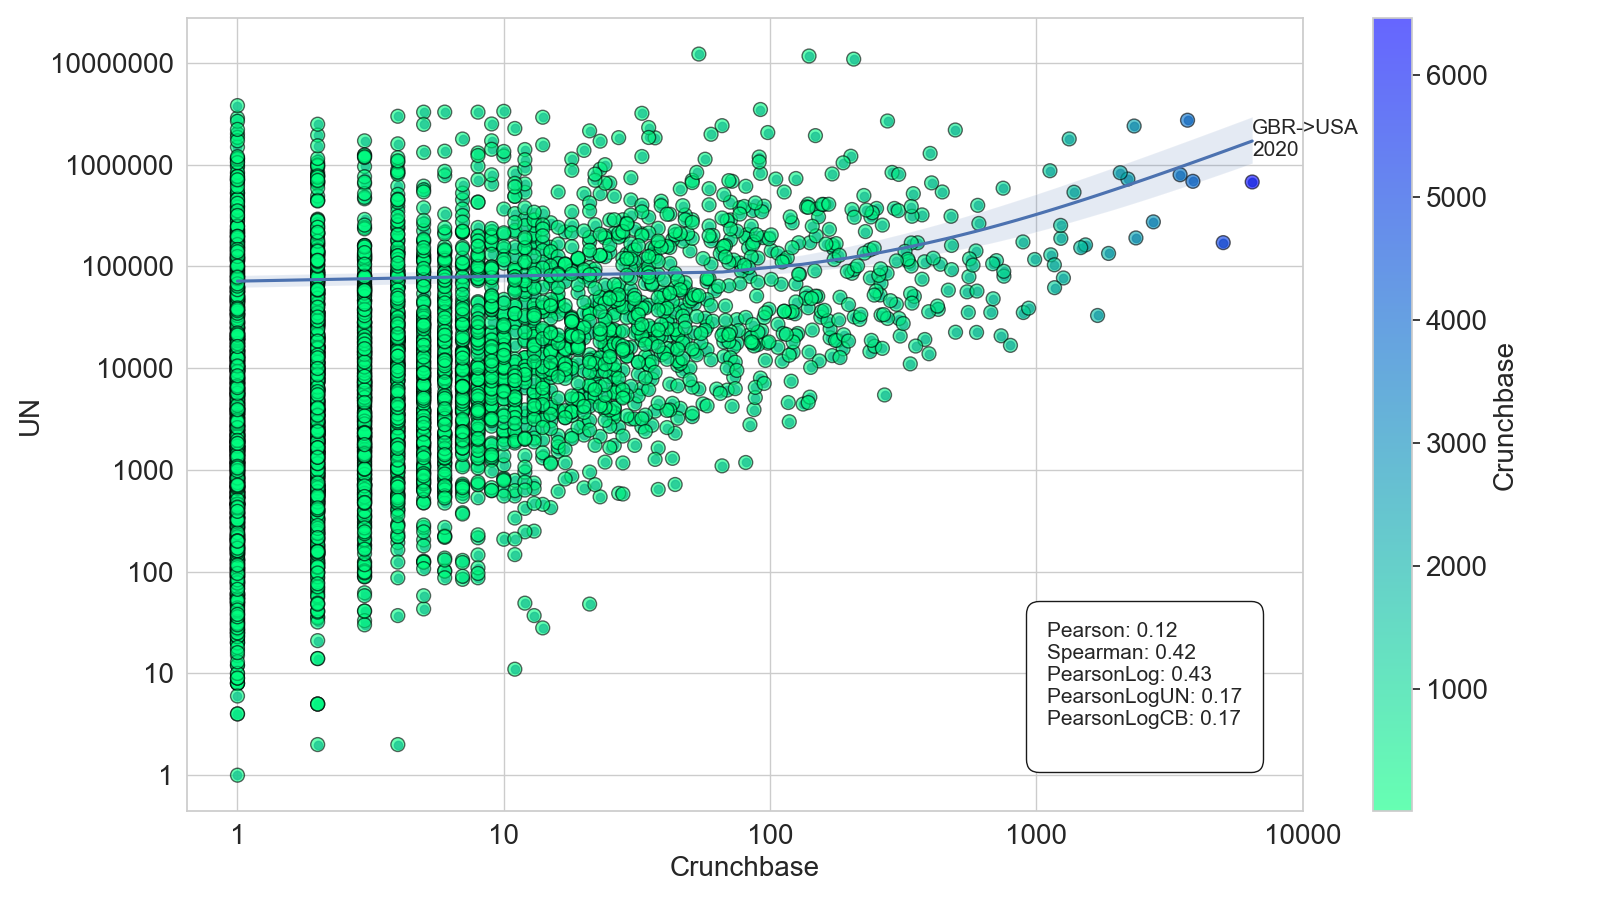 10000000
1000000
100000
10000
1000
100
10
1
UN
1
10
100
1000
10000
Crunchbase
GBR->USA
2020
Pearson: 0.12
Spearman: 0.42
PearsonLog: 0.43
PearsonLogUN: 0.17
PearsonLogCB: 0.17
6000
5000
4000
3000
2000
1000
Crunchbase